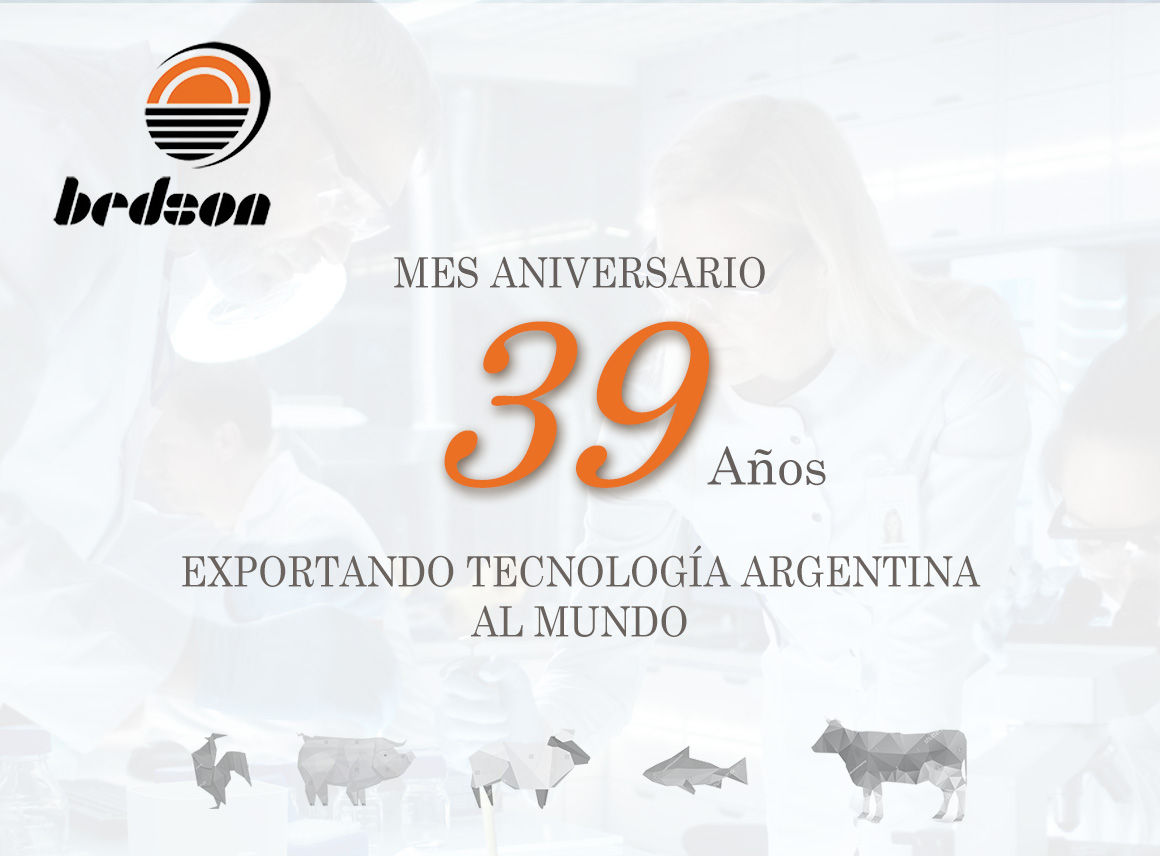 bedson
MES ANIVERSARIO
39 Años
EXPORTANDO TECNOLOGÍA ARGENTINA
AL MUNDO